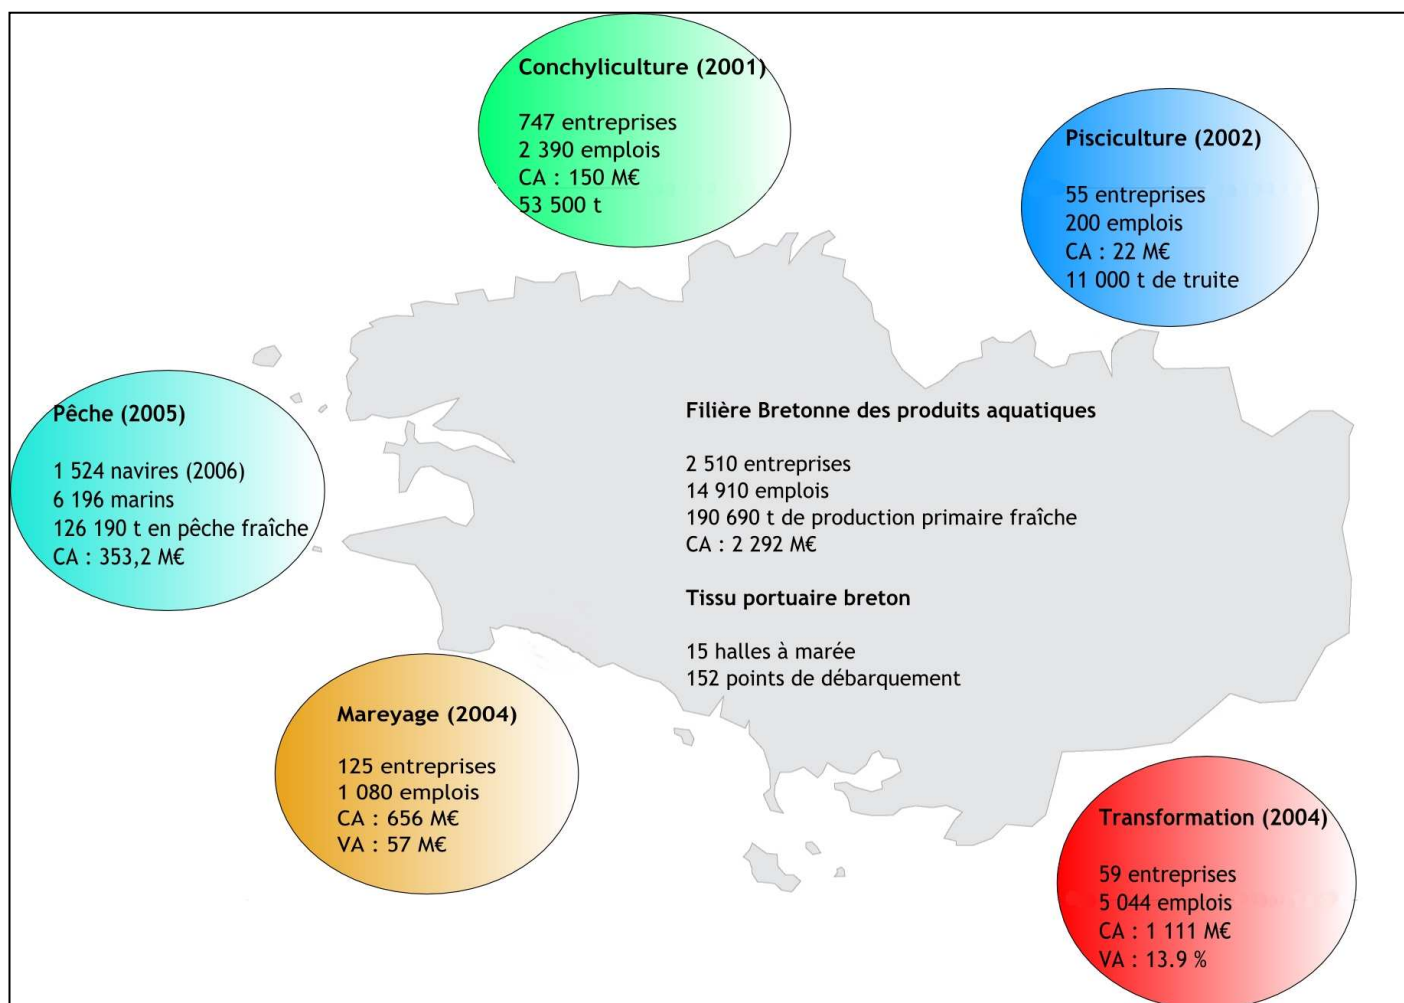 Conchyliculture (2001)
747 entreprises
2 390 emplois
CA : 150 M€
53 500 t
Pisciculture (2002)
55 entreprises
200 emplois
CA : 22 M€
11 000 t de truite
Pêche (2005)
1 524 navires (2006)
6 196 marins
126 190 t en pêche fraîche
CA : 353,2 M€
Filière Bretonne des produits aquatiques
2 510 entreprises
14 910 emplois
190 690 t de production primaire fraîche
CA : 2 292 M€
Tissu portuaire breton
15 halles à marée
152 points de débarquement
Mareyage (2004)
125 entreprises
1 080 emplois
CA : 656 M€
VA : 57 M€
Transformation (2004)
59 entreprises
5 044 emplois
CA : 1 111 M€
VA : 13.9 %